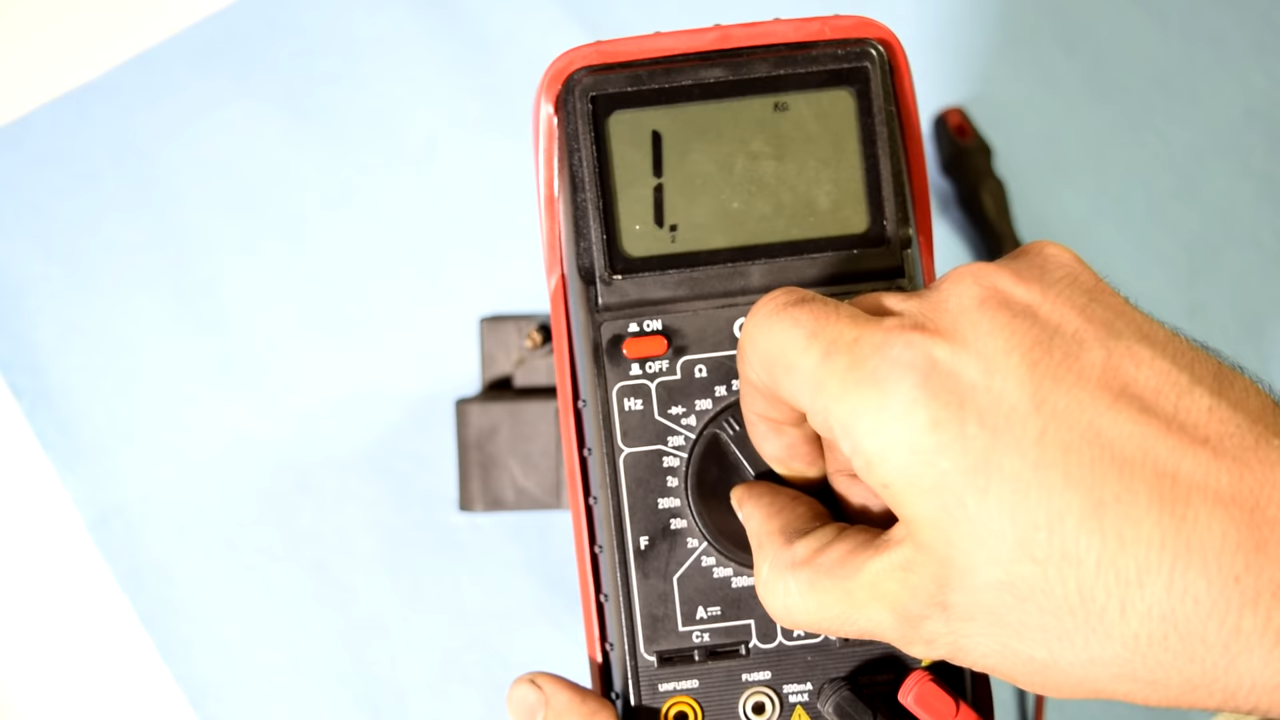 KΩ
1.
2
ON
OFF
Ω
Hz
2K
200
20K
20µ
2µ
200n
20n
2n
F
2m
20m
200m
A
Cx
UNFUSED
FUSED
200mA
MAX